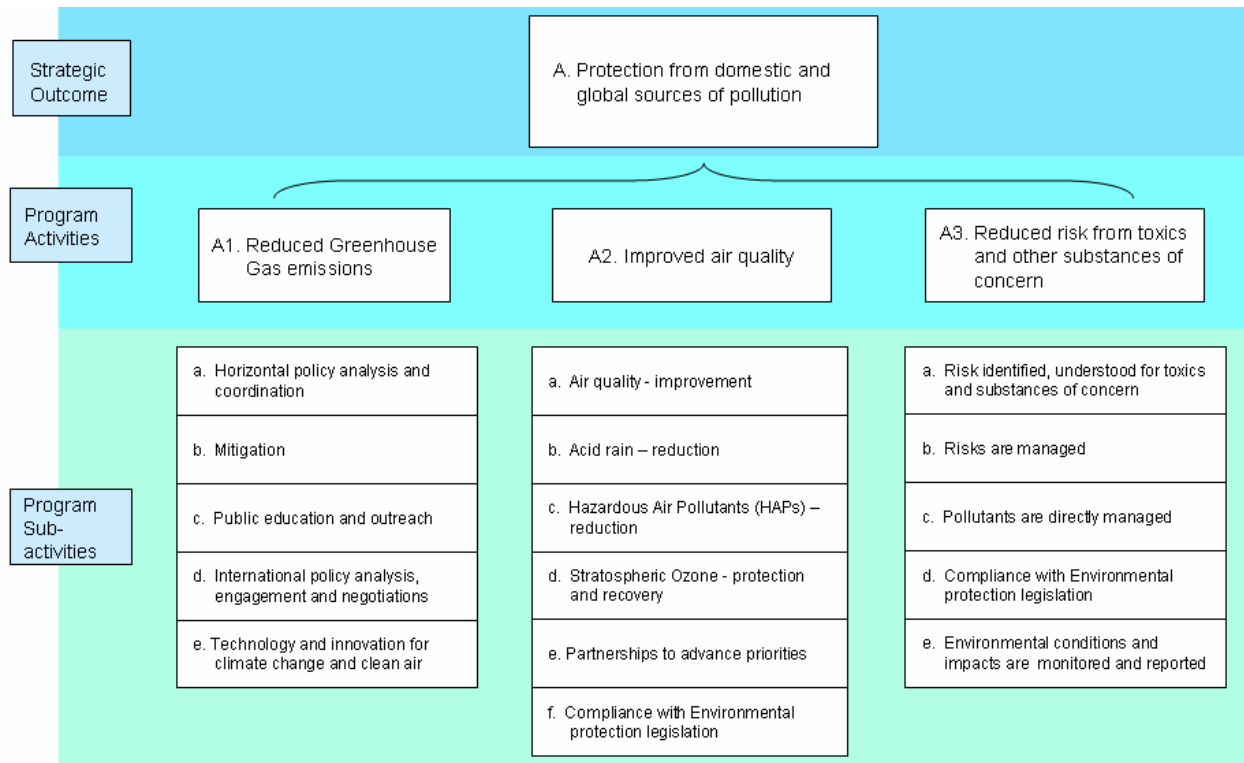 Strategic
Outcome
A. Protection from domestic and
global sources of pollution
Program
Activities
A1. Reduced Greenhouse
Gas emissions
A2. Improved air quality
A3. Reduced risk from toxics
and other substances of
concern
Program
Sub-
activities
a. Horizontal policy analysis and
coordination
b. Mitigation
c. Public education and outreach
d. International policy analysis,
engagement and negotiations
e. Technology and innovation for
climate change and clean air
a. Air quality - improvement
b. Acid rain – reduction
c. Hazardous Air Pollutants (HAPs) –
reduction
d. Stratospheric Ozone - protection
and recovery
e. Partnerships to advance priorities
f. Compliance with Environmental
protection legislation
a. Risk identified, understood for toxics
and substances of concern
b. Risks are managed
c. Pollutants are directly managed
d. Compliance with Environmental
protection legislation
e. Environmental conditions and
impacts are monitored and reported